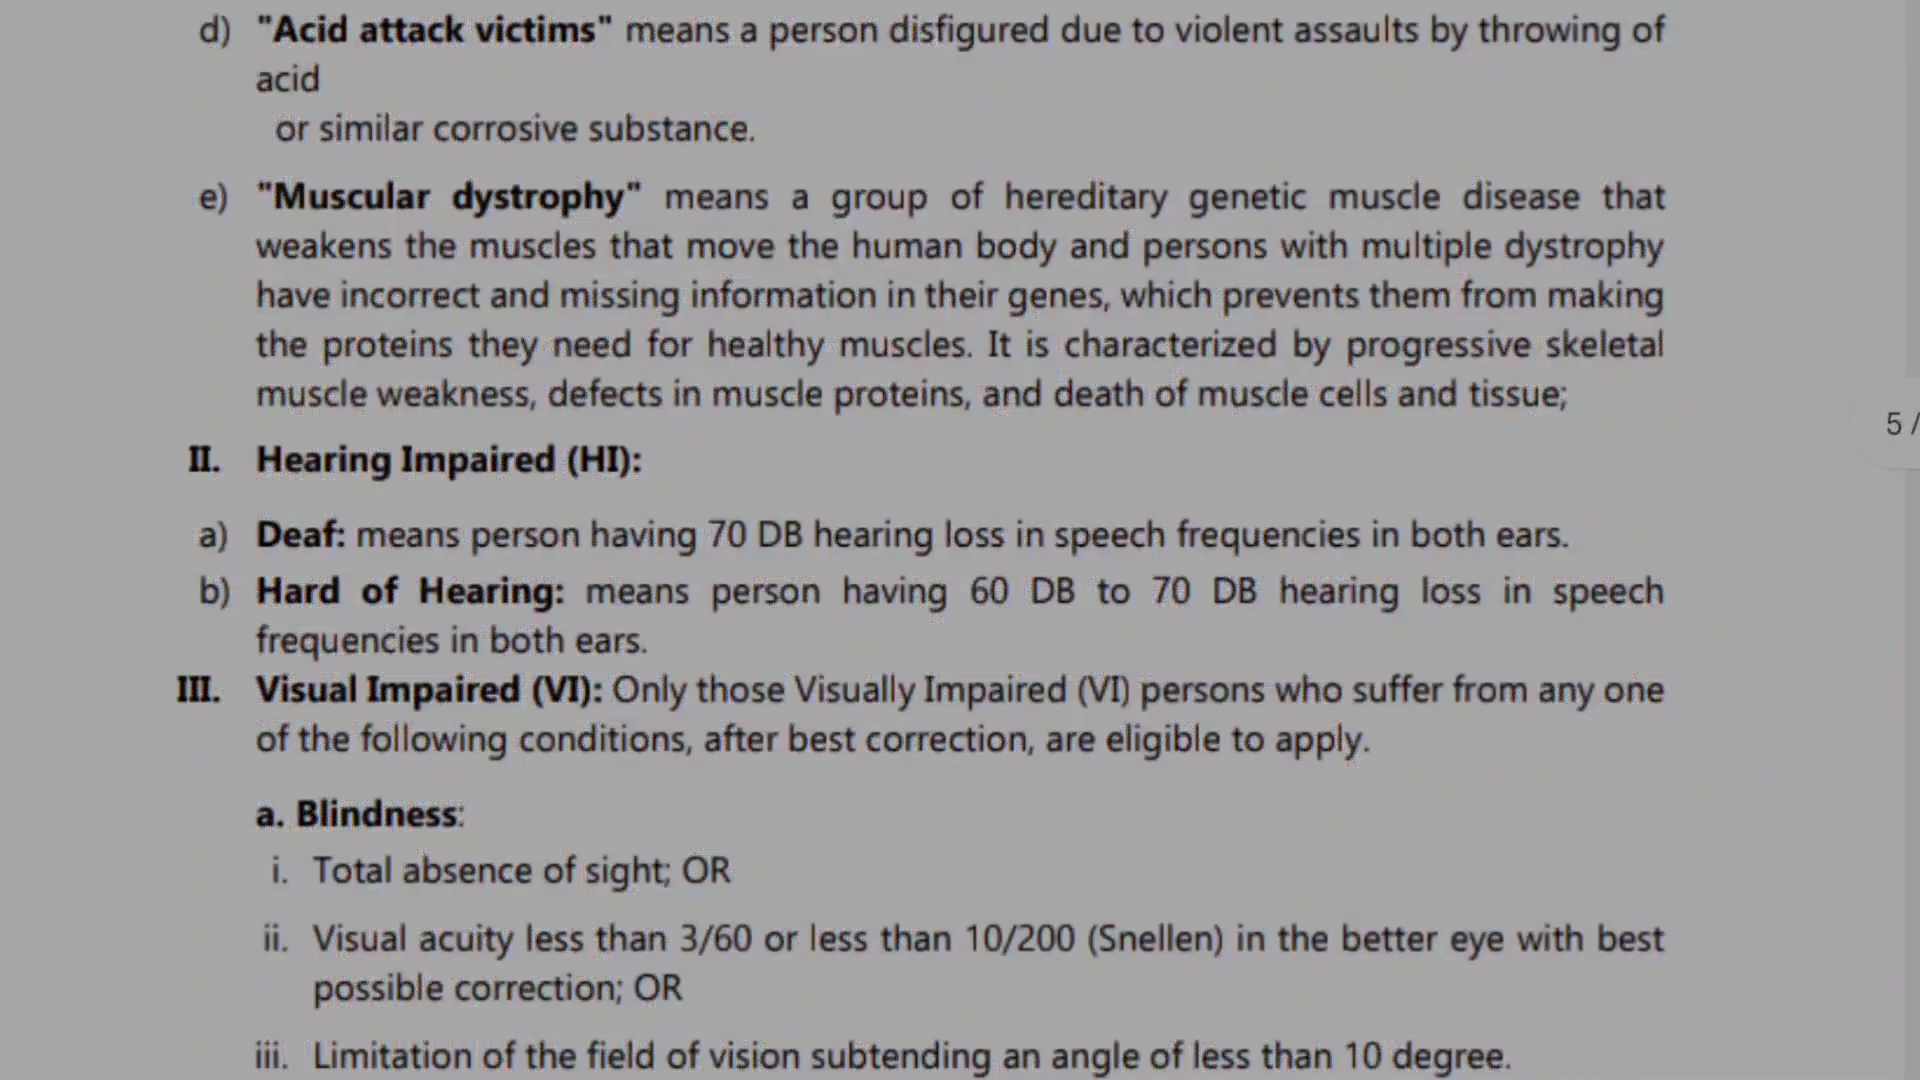 d) "Acid attack victims" means a person disfigured due to violent assaults by throwing of
acid
or similar corrosive substance.
e) "Muscular dystrophy" means a group of hereditary genetic muscle disease that
weakens the muscles that move the human body and persons with multiple dystrophy
have incorrect and missing information in their genes, which prevents them from making
the proteins they need for healthy muscles. It is characterized by progressive skeletal
muscle weakness, defects in muscle proteins, and death of muscle cells and tissue;
5 /
II. Hearing Impaired (HI):
a) Deaf: means person having 70 DB hearing loss in speech frequencies in both ears.
b) Hard of Hearing: means person having 60 DB to 70 DB hearing loss in speech
frequencies in both ears.
III. Visual Impaired (VI): Only those Visually Impaired (VI) persons who suffer from any one
of the following conditions, after best correction, are eligible to apply.
a. Blindness:
i. Total absence of sight; OR
ii. Visual acuity less than 3/60 or less than 10/200 (Snellen) in the better eye with best
possible correction; OR
iii. Limitation of the field of vision subtending an angle of less than 10 degree.